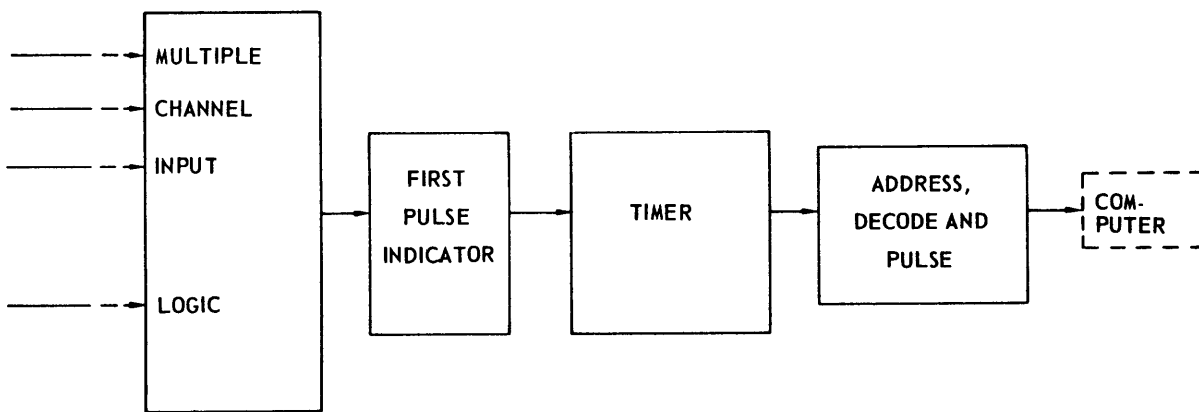 MULTIPLE
CHANNEL
INPUT
LOGIC
FIRST
PULSE
INDICATOR
TIMER
ADDRESS,
DECODE AND
PULSE
COM-
PUTER